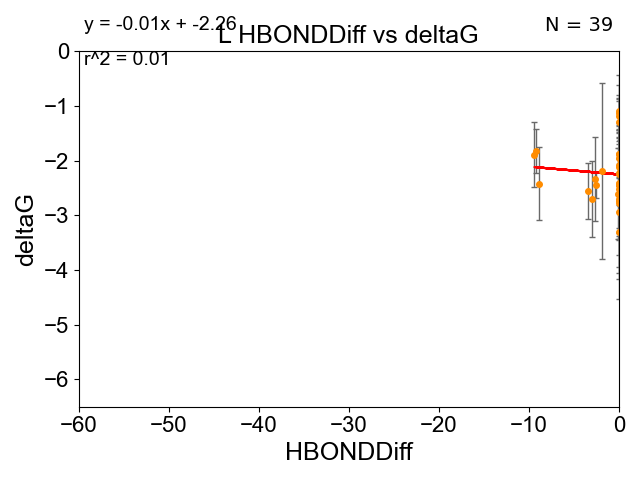 y = -0.01x + -2.26
N = 39
L HBONDDiff vs deltaG
r^2 = 0.01
deltaG
0
−1
−2
−3
−4
−5
−6
−60
−50
−40
−30
−20
−10
0
HBONDDiff